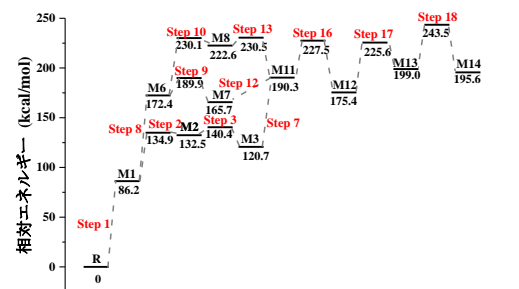 相対エネルギー (kcal/mol)
250
200
150
100
50
0
Step 18
243.5
Step 10
M8
Step 13
Step 16
Step 17
230.1
222.6
230.5
227.5
225.6
M13
M14
199.0
195.6
Step 9
M11
M6
189.9
Step 12
190.3
M12
172.4
M7
175.4
165.7
Step 8
Step 2
M2
Step 3
Step 7
134.9
132.5
140.4
M3
120.7
M1
86.2
Step 1
R
0